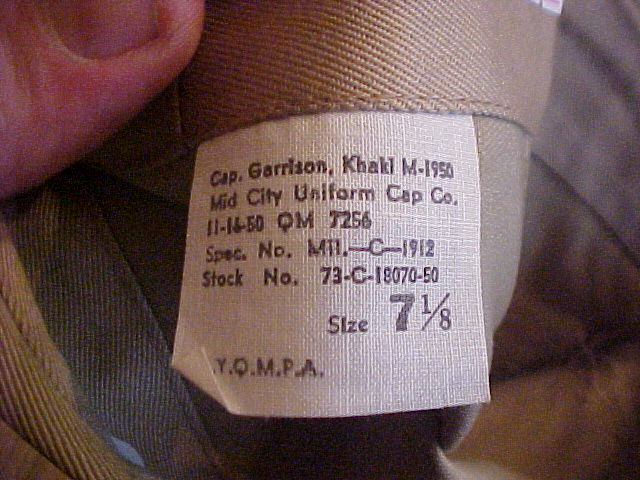 Cap, Garrison, Khaki M-1950
Mid City Uniform Cap Co.
11-16-50 QM 7256
Spec. No. Mil.—C—1912
Stock No. 73-C-18070-50
Size 7 1/8
Y.Q.M.P.A.